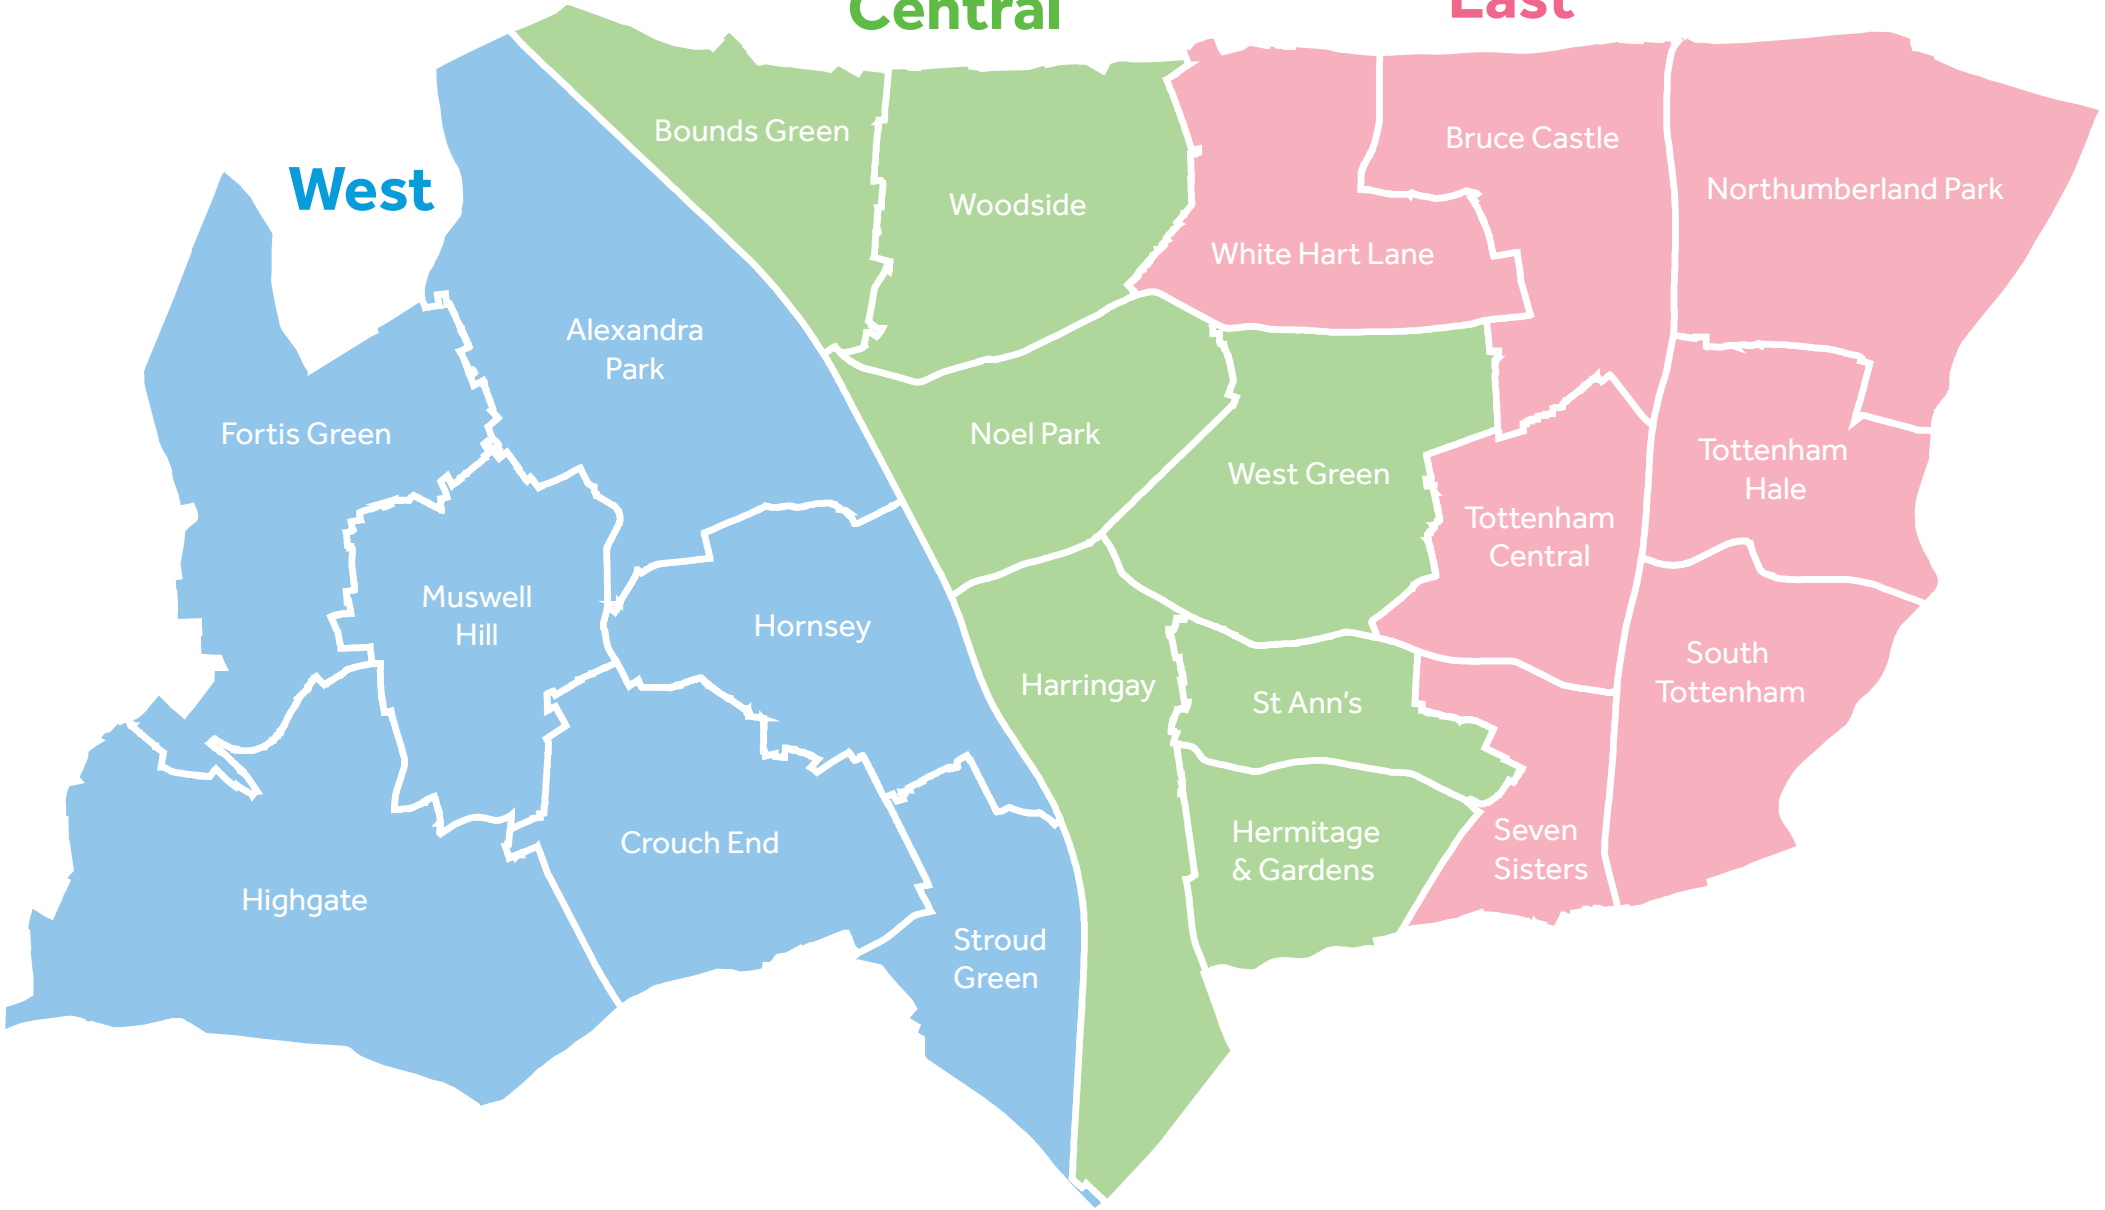 Central
East
West
Bounds Green
Bruce Castle
Northumberland Park
Woodside
White Hart Lane
Alexandra
Park
Fortis Green
Noel Park
West Green
Tottenham
Hale
Tottenham
Central
Muswell
Hill
Hornsey
Harringay
St Ann's
South
Tottenham
Crouch End
Hermitage
& Gardens
Seven
Sisters
Highgate
Stroud
Green